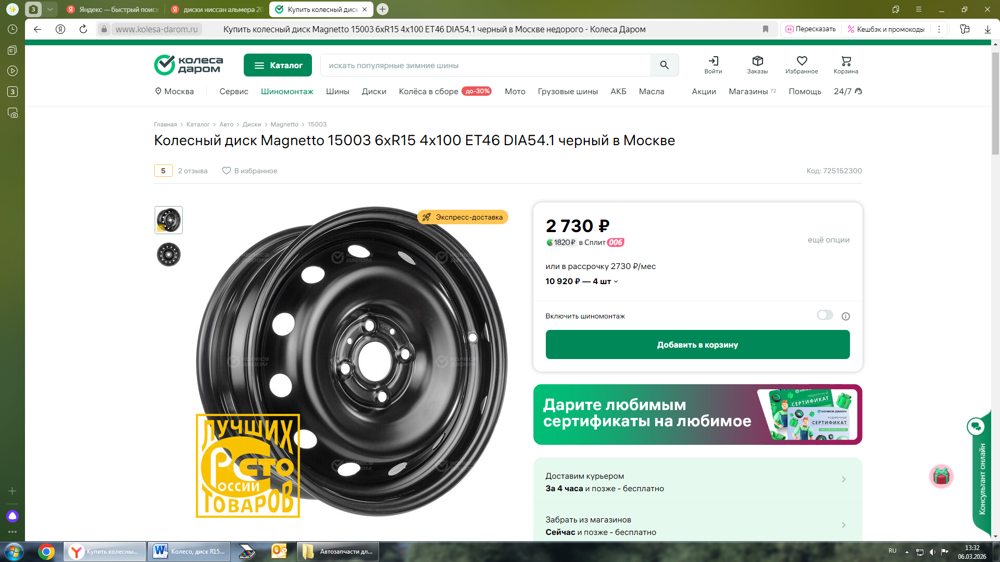 3
Яндекс — быстрый поиск
диски ниссан альмера 20
Купить колесный диск
www.kolesa-darom.ru
Купить колесный диск Magnetto 15003 6xR15 4x100 ET46 DIA54.1 черный в Москве недорого - Колеса Даром
Пересказать
Кешбэк и промокоды
3
колеса
даром
Каталог
искать популярные зимние шины
Войти
Заказы
Избранное
Корзина
Москва
Сервис
Шиномонтаж
Шины
Диски
Колёса в сборе
до-30%
Мото
Грузовые шины
АКБ
Масла
Акции
Магазины 72
Помощь
24/7
Главная > Каталог > Авто > Диски > Magnetto > 15003
Колесный диск Magnetto 15003 6xR15 4x100 ET46 DIA54.1 черный в Москве
5
2 отзыва
В избранное
Код: 725152300
Экспресс-доставка
2 730 ₽
1820 ₽ в Сплит 006
ещё опции
или в рассрочку 2730 ₽/мес
10 920 ₽ — 4 шт
Включить шиномонтаж
Добавить в корзину
Дарите любимым
сертификаты на любимое
СЕРТИФИКАТ
СЕРТИФИКАТ
ЛУЧШИХ
СТО
РОССИИ
ТОВАРОВ
Доставим курьером
За 4 часа и позже - бесплатно
Забрать из магазинов
Сейчас и позже - бесплатно
Консультант онлайн
Купить колесны...
Колесо, диск R15...
Автозапчасти дл...
RU
13:32
06.03.2026